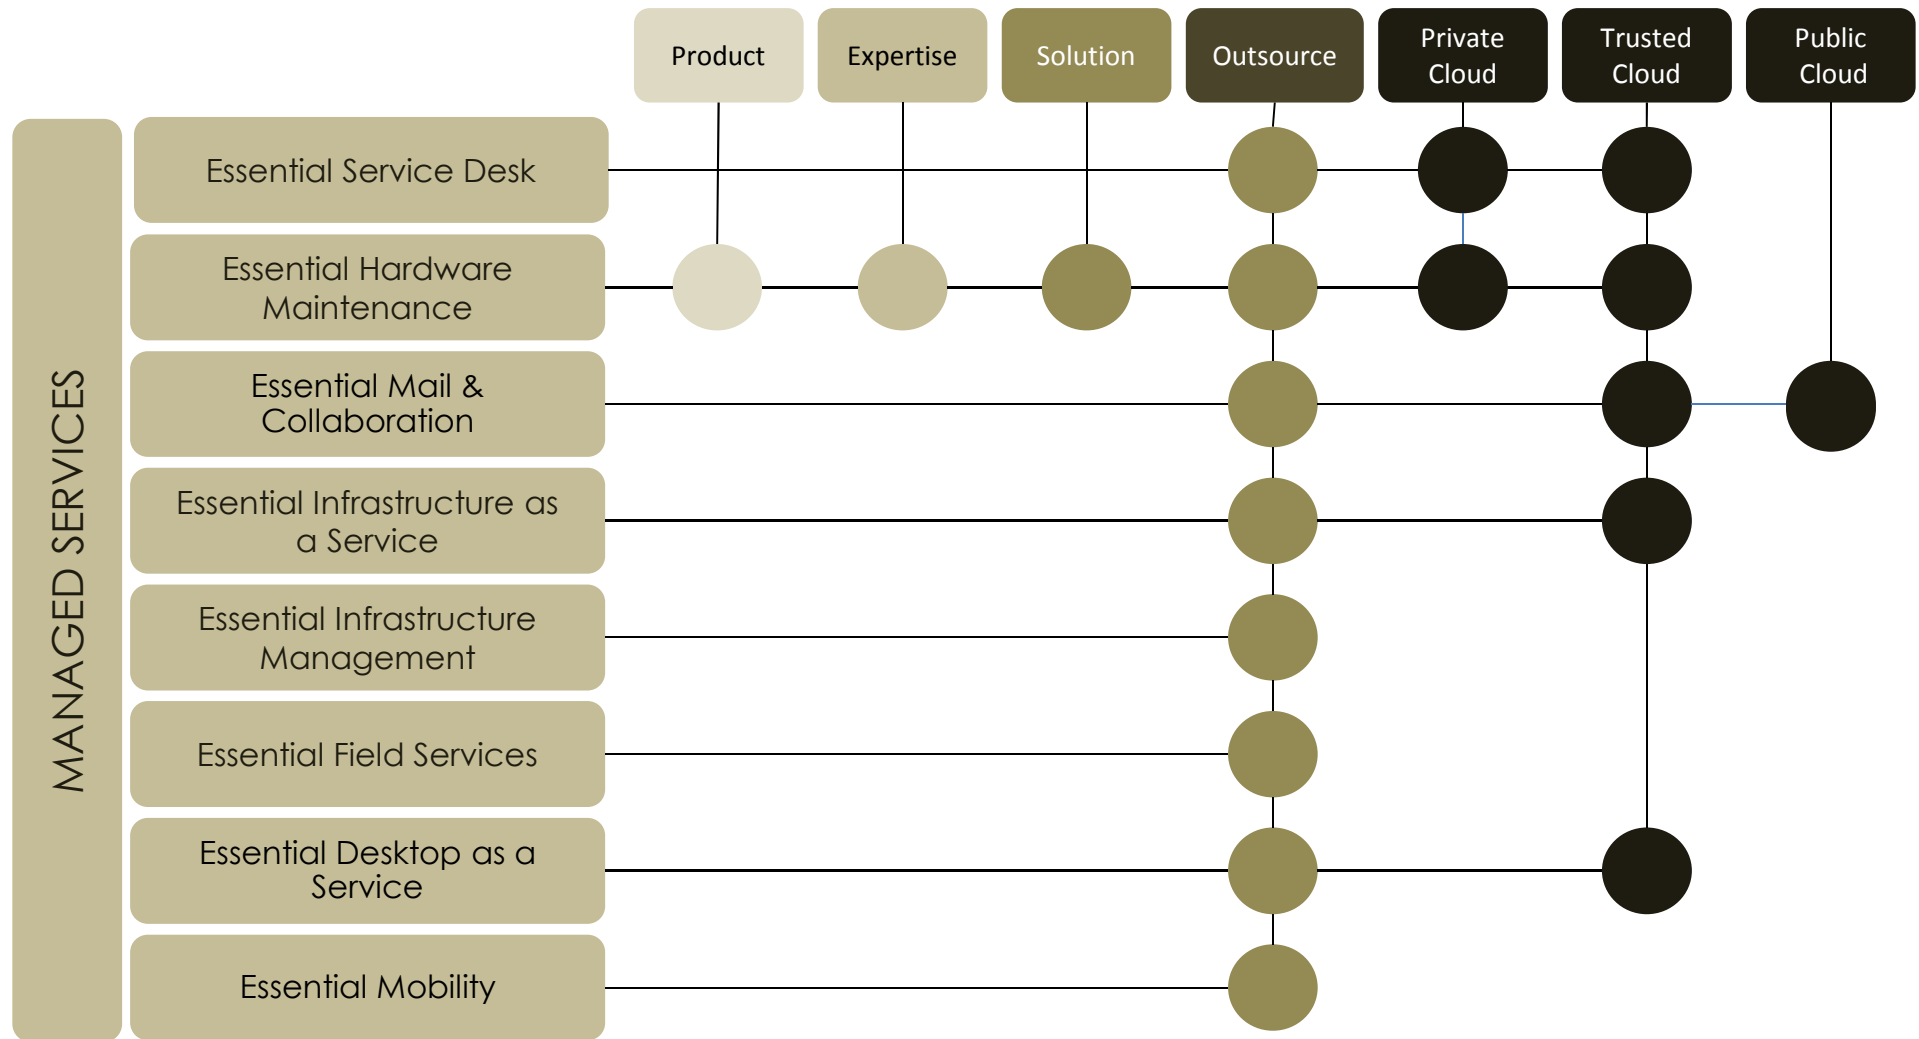 Product
Expertise
Solution
Outsource
Private
Cloud
Trusted
Cloud
Public
Cloud
MANAGED SERVICES
Essential Service Desk
Essential Hardware
Maintenance
Essential Mail &
Collaboration
Essential Infrastructure as
a Service
Essential Infrastructure
Management
Essential Field Services
Essential Desktop as a
Service
Essential Mobility